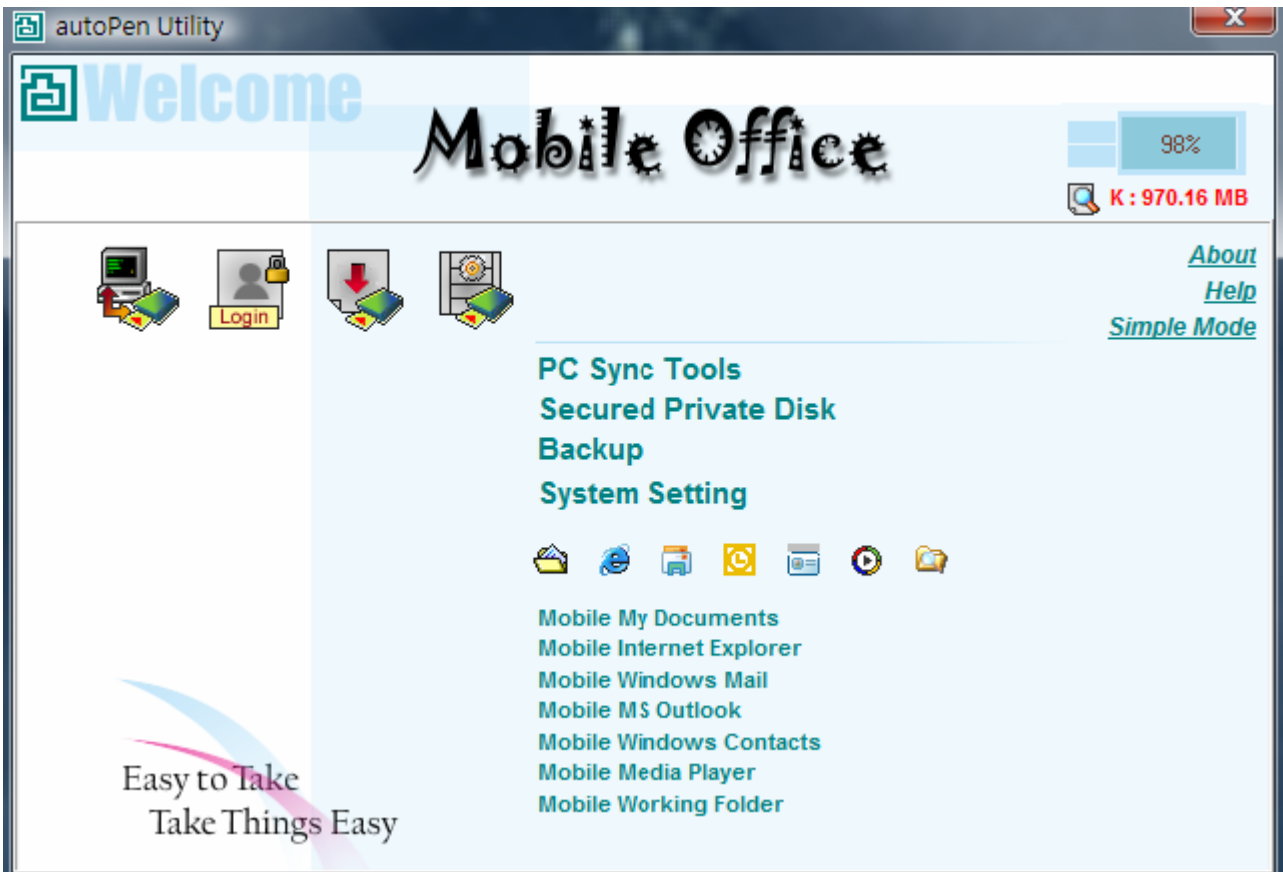 autoPen Utility
Welcome
Mobile Office
98%
K : 970.16 MB
Login
About
Help
Simple Mode
PC Sync Tools
Secured Private Disk
Backup
System Setting
Mobile My Documents
Mobile Internet Explorer
Mobile Windows Mail
Mobile MS Outlook
Mobile Windows Contacts
Mobile Media Player
Mobile Working Folder
Easy to Take
Take Things Easy